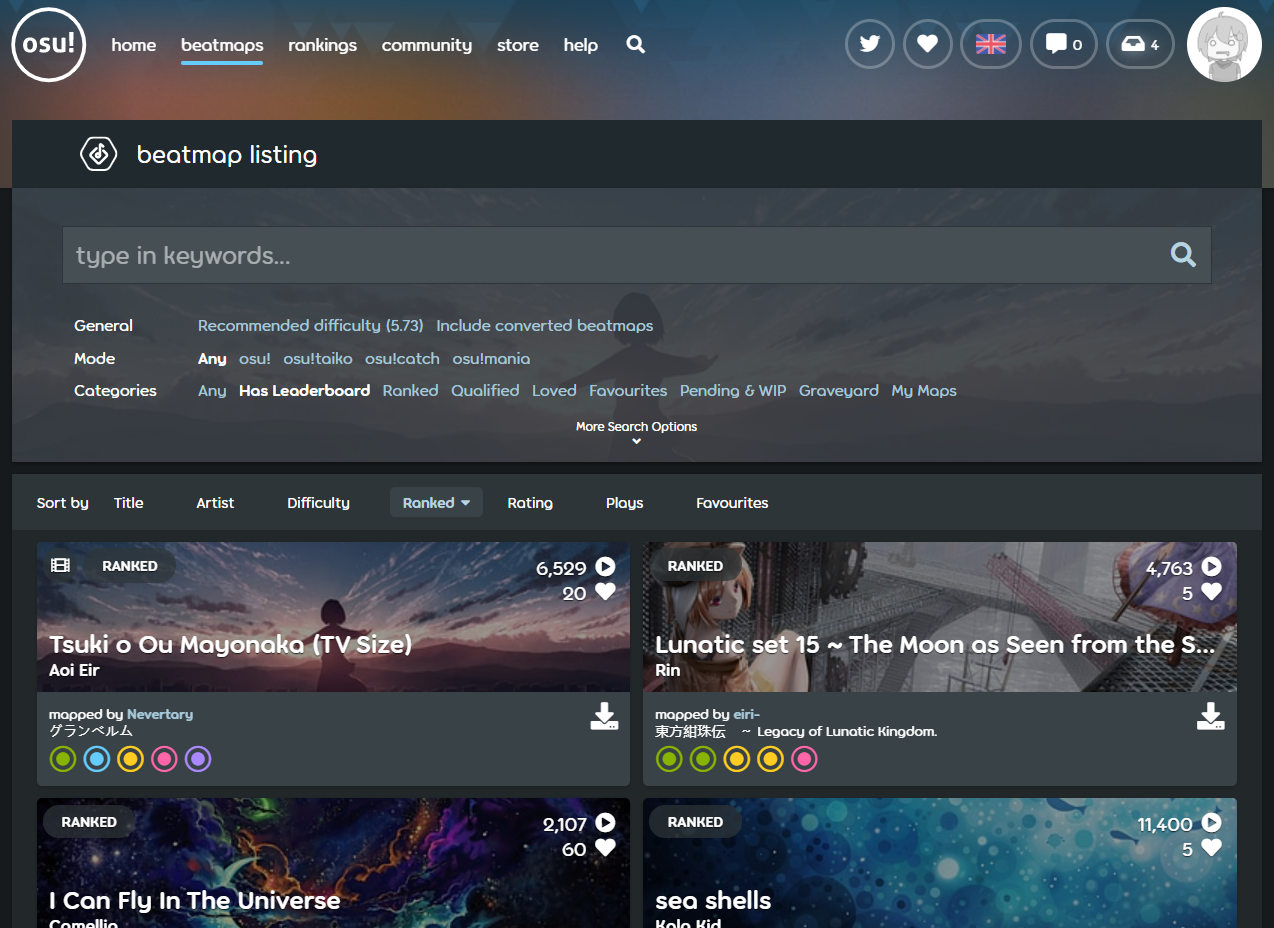 osu! home beatmaps rankings community store help 0 4
beatmap listing
type in keywords...
General Recommended difficulty (5.73) Include converted beatmaps
Mode Any osu! osu!taiko osu!catch osu!mania
Categories Any Has Leaderboard Ranked Qualified Loved Favourites Pending & WIP Graveyard My Maps
More Search Options
Sort by Title Artist Difficulty Ranked Rating Plays Favourites
RANKED 6,529
20
Tsuki o Ou Mayonaka (TV Size)
Aoi Eir
mapped by Nevertary
グランベルム
RANKED 4,763
5
Lunatic set 15 ~ The Moon as Seen from the S...
Rin
mapped by eiri-
東方紺珠伝　~ Legacy of Lunatic Kingdom.
RANKED 2,107
60
I Can Fly In The Universe
Camellia
RANKED 11,400
5
sea shells
Kolo Kid